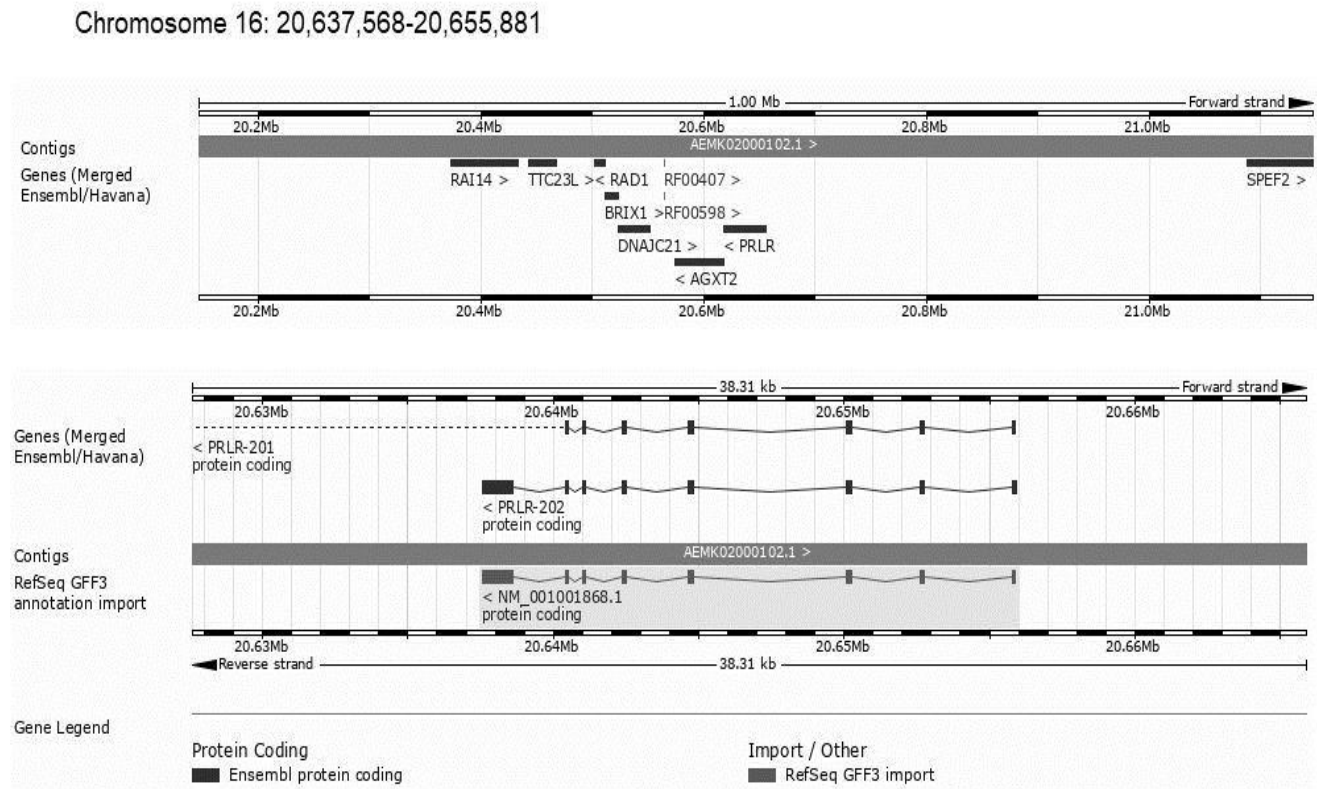 Chromosome 16: 20,637,568-20,655,881
1.00 Mb
Forward strand
20.2Mb 20.4Mb 20.6Mb 20.8Mb 21.0Mb
Contigs
AEMK02000102.1 >
Genes (Merged
Ensembl/Havana)
RAI14 > TTC23L > < RAD1 RF00407 > SPEF2 >
BRIX1 > RF00598 >
DNAJC21 > < PRLR
< AGXT2
20.2Mb 20.4Mb 20.6Mb 20.8Mb 21.0Mb
38.31 kb
Forward strand
20.63Mb 20.64Mb 20.65Mb 20.66Mb
Genes (Merged
Ensembl/Havana)
< PRLR-201
protein coding
< PRLR-202
protein coding
Contigs
AEMK02000102.1 >
RefSeq GFF3
annotation import
< NM_001001868.1
protein coding
20.63Mb 20.64Mb 20.65Mb 20.66Mb
Reverse strand
38.31 kb
Gene Legend
Protein Coding
Ensembl protein coding
Import / Other
RefSeq GFF3 import